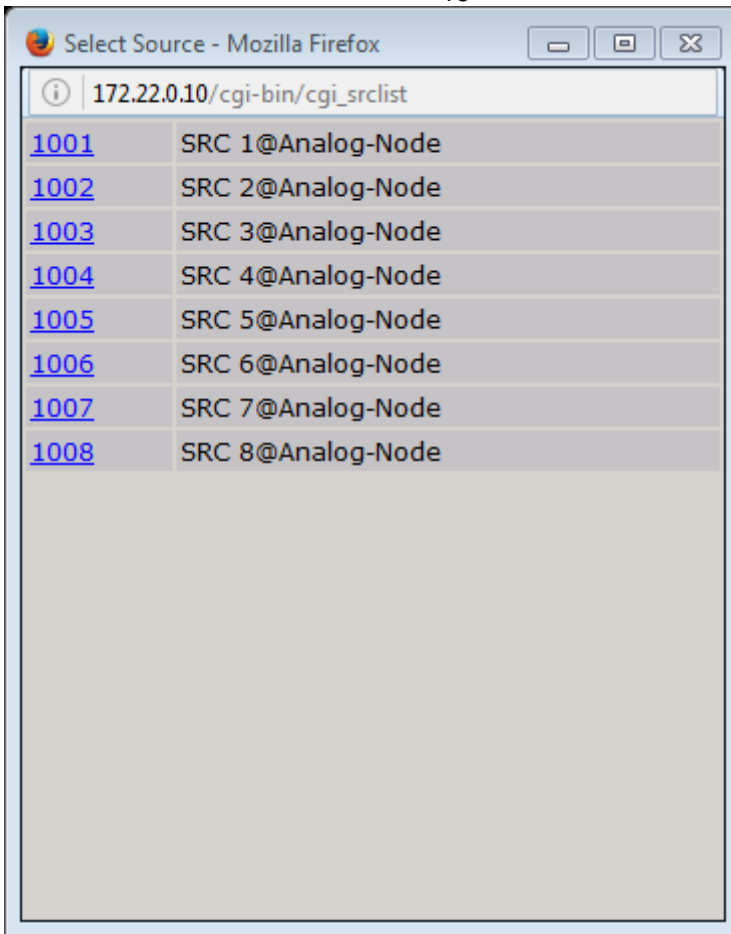 Select Source - Mozilla Firefox
172.22.0.10/cgi-bin/cgi_srclist
1001 SRC 1@Analog-Node
1002 SRC 2@Analog-Node
1003 SRC 3@Analog-Node
1004 SRC 4@Analog-Node
1005 SRC 5@Analog-Node
1006 SRC 6@Analog-Node
1007 SRC 7@Analog-Node
1008 SRC 8@Analog-Node